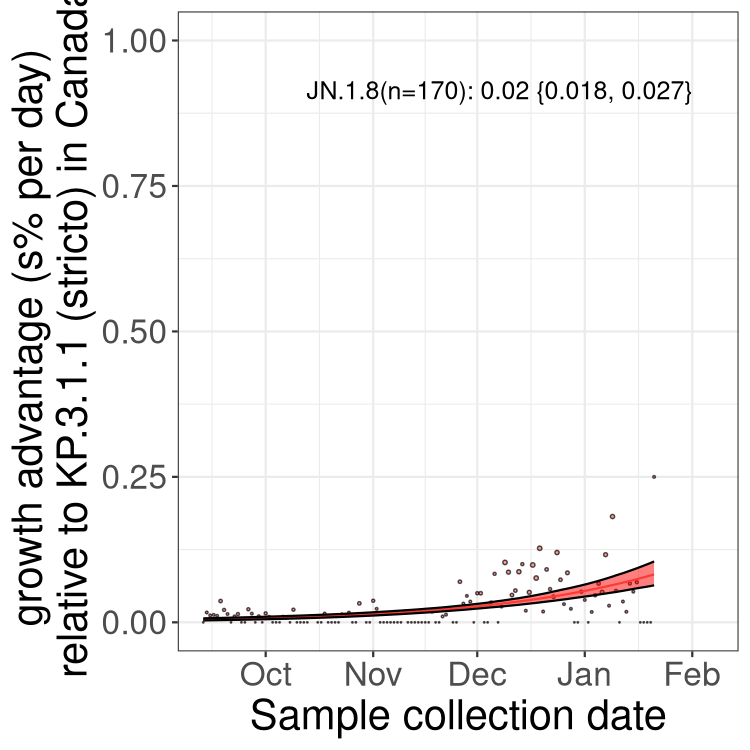 growth advantage (s% per day)
relative to KP.3.1.1 (stricto) in Canada
1.00
0.75
0.50
0.25
0.00
JN.1.8(n=170): 0.02 {0.018, 0.027}
Oct Nov Dec Jan Feb
Sample collection date